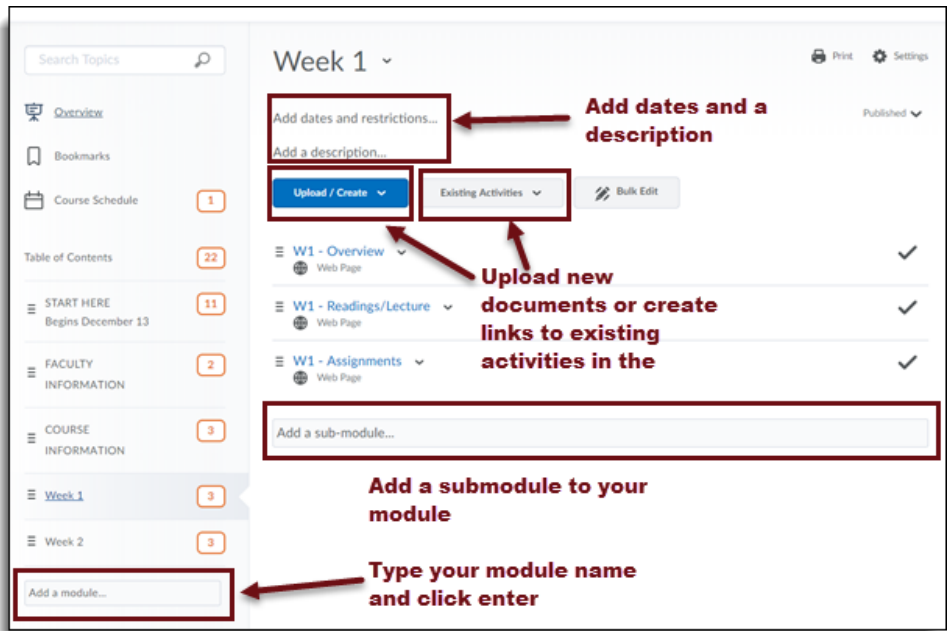 Search Topics
Overview
Bookmarks
Course Schedule
1
Table of Contents
22
START HERE
Begins December 13
11
FACULTY
INFORMATION
2
COURSE
INFORMATION
3
Week 1
3
Week 2
3
Add a module...
Week 1
Print
Settings
Published
Add dates and restrictions...
Add a description...
Add dates and a
description
Upload / Create
Existing Activities
Bulk Edit
W1 - Overview
Web Page
W1 - Readings/Lecture
Web Page
W1 - Assignments
Web Page
Upload new
documents or create
links to existing
activities in the
Add a sub-module...
Add a submodule to your
module
Type your module name
and click enter